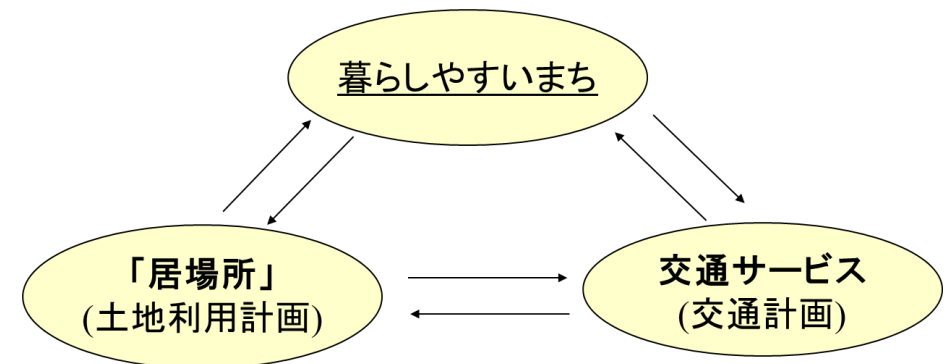 暮らしやすいまち
「居場所」
(土地利用計画)
交通サービス
(交通計画)